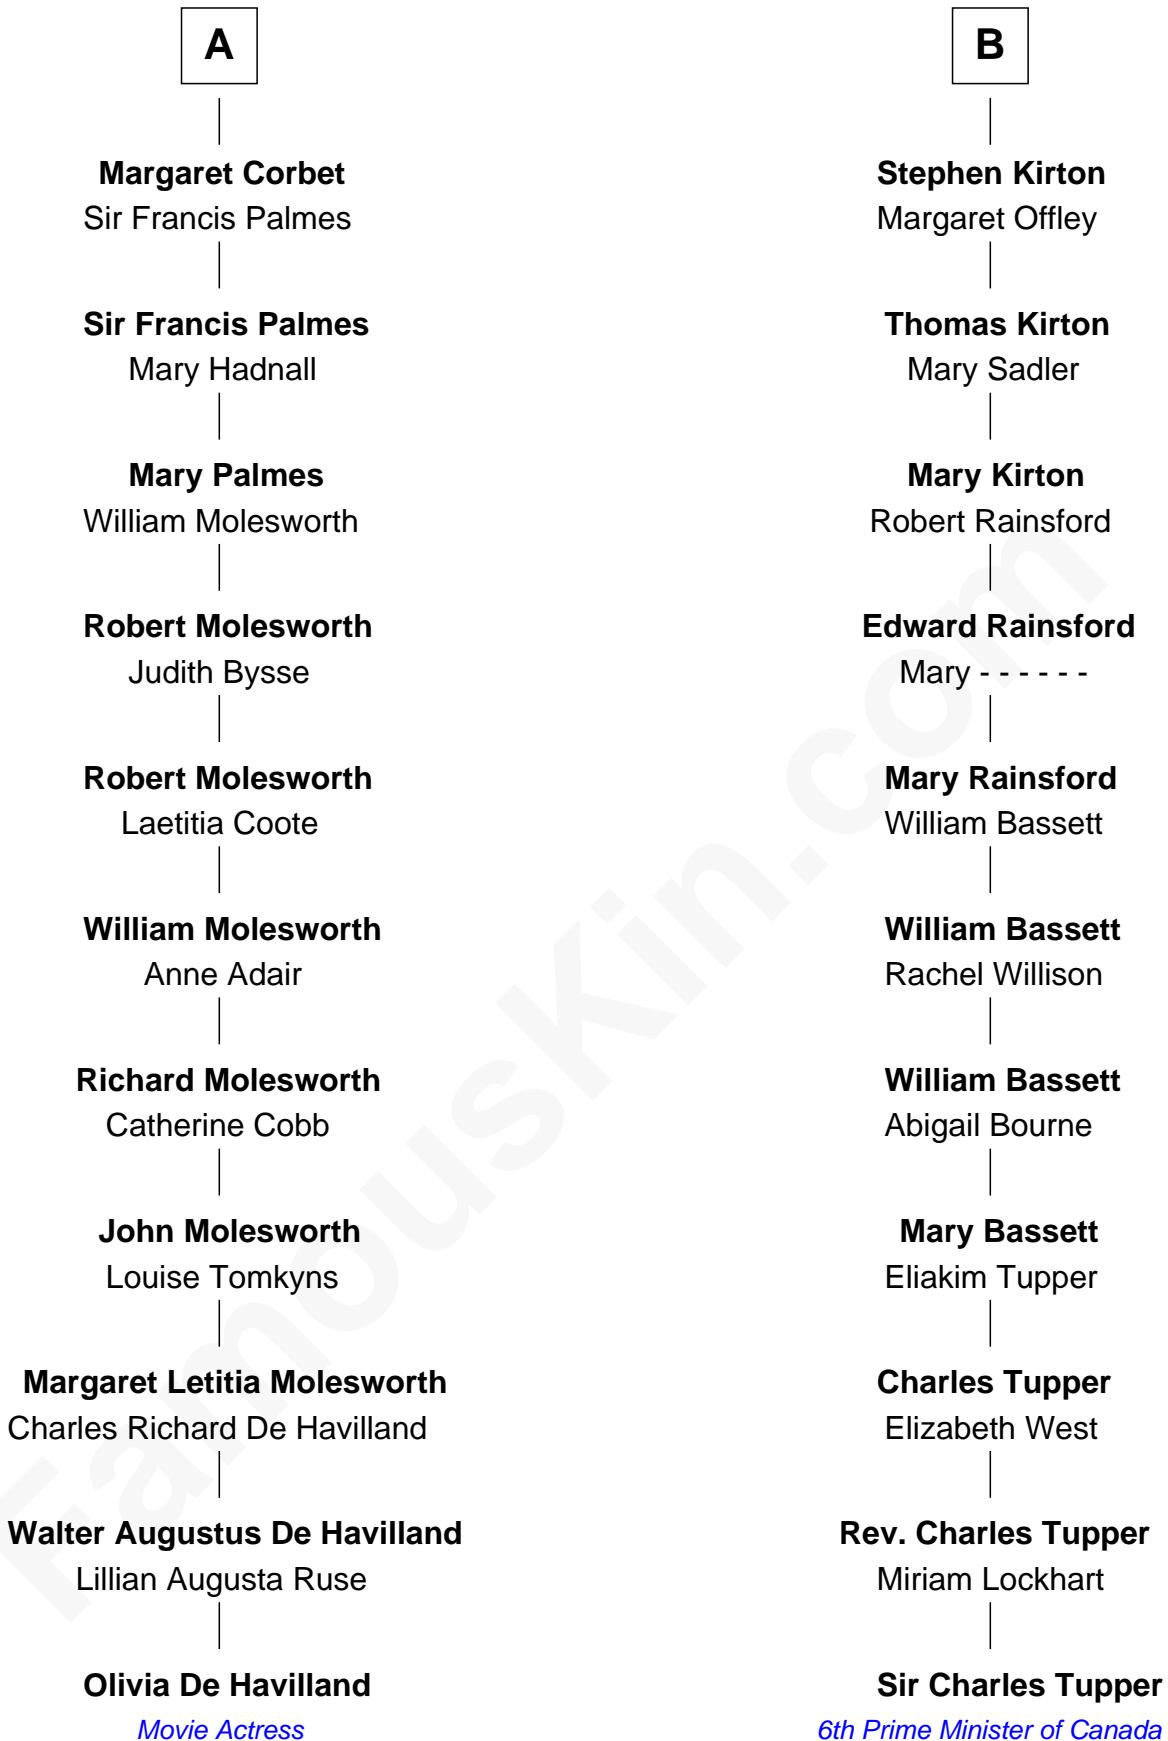 A
Margaret Corbet
Sir Francis Palmes
Sir Francis Palmes
Mary Hadnall
Mary Palmes
William Molesworth
Robert Molesworth
Judith Bysse
Robert Molesworth
Laetitia Coote
William Molesworth
Anne Adair
Richard Molesworth
Catherine Cobb
John Molesworth
Louise Tomkyns
Margaret Letitia Molesworth
Charles Richard De Havilland
Walter Augustus De Havilland
Lillian Augusta Ruse
Olivia De Havilland
Movie Actress
B
Stephen Kirton
Margaret Offley
Thomas Kirton
Mary Sadler
Mary Kirton
Robert Rainsford
Edward Rainsford
Mary - - - - - -
Mary Rainsford
William Bassett
William Bassett
Rachel Willison
William Bassett
Abigail Bourne
Mary Bassett
Eliakim Tupper
Charles Tupper
Elizabeth West
Rev. Charles Tupper
Miriam Lockhart
Sir Charles Tupper
6th Prime Minister of Canada
FamousKin.com